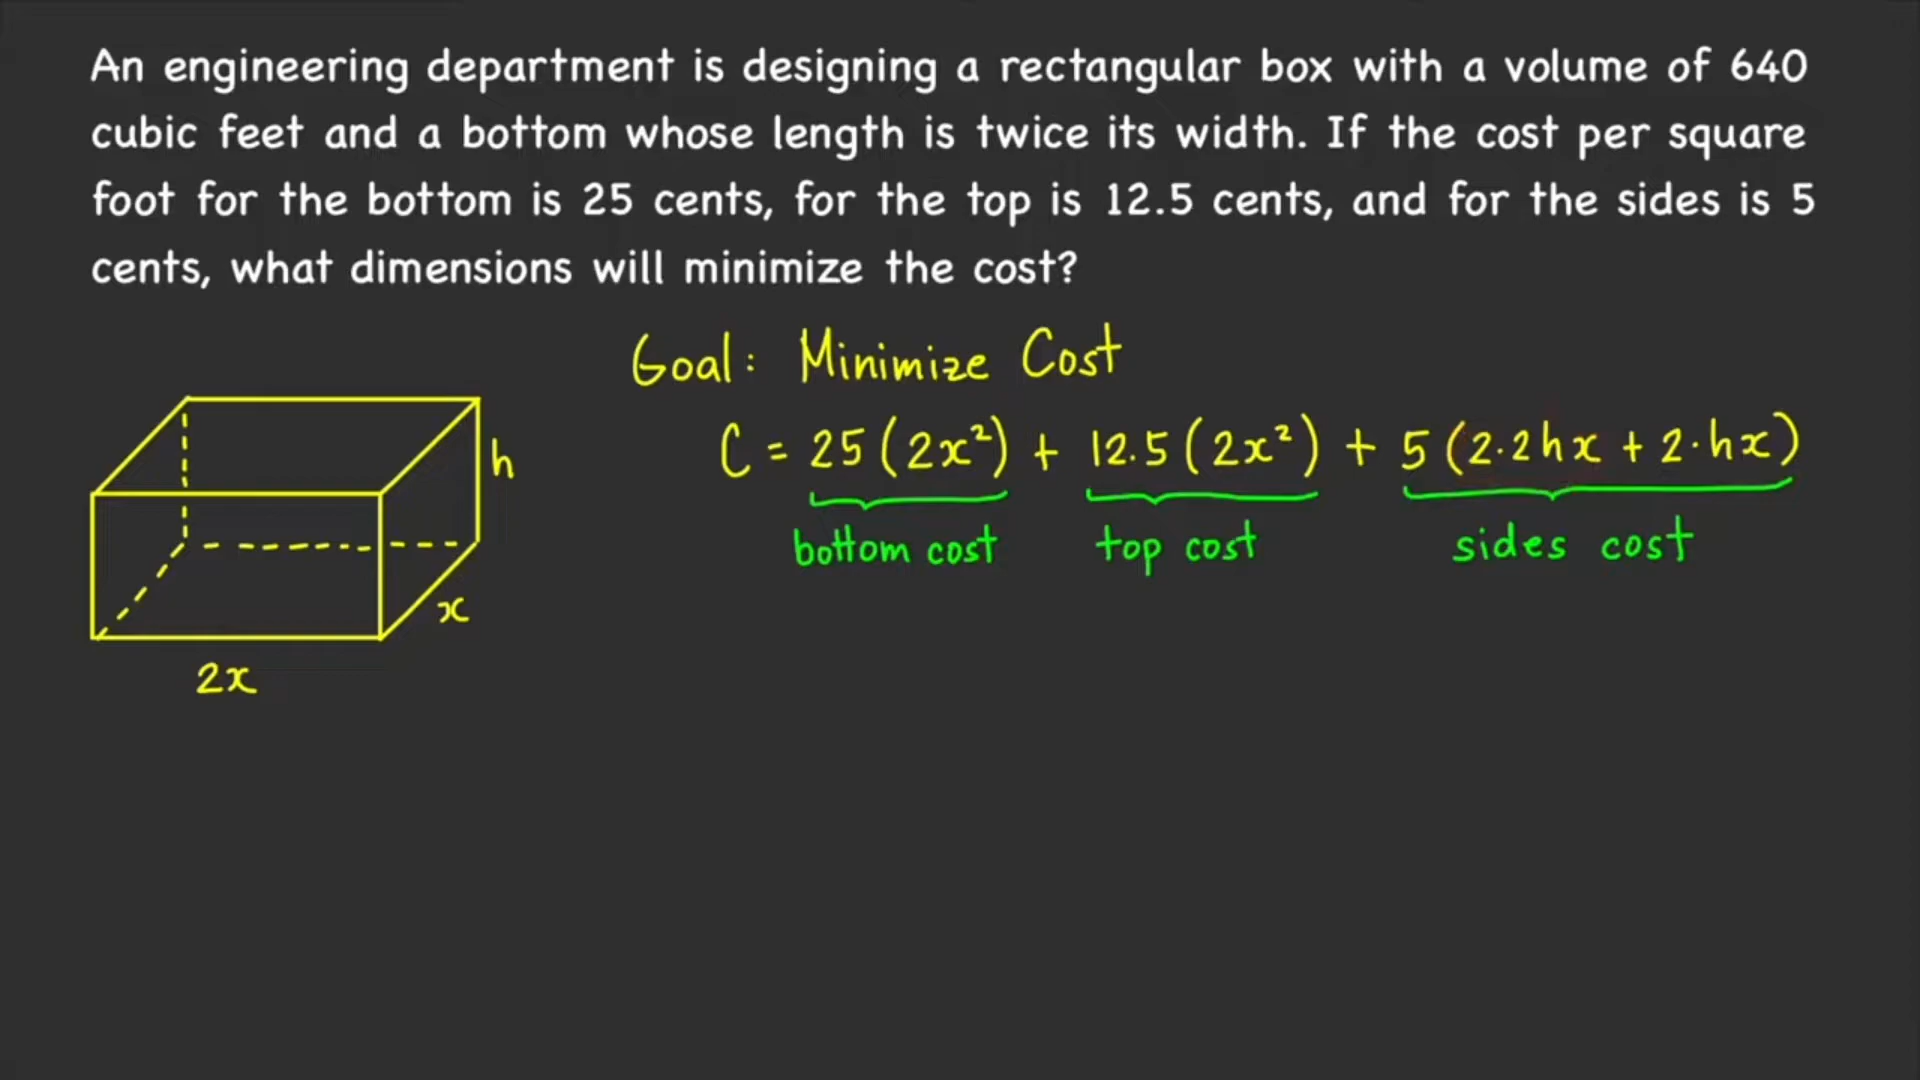 An engineering department is designing a rectangular box with a volume of 640
cubic feet and a bottom whose length is twice its width. If the cost per square
foot for the bottom is 25 cents, for the top is 12.5 cents, and for the sides is 5
cents, what dimensions will minimize the cost?
Goal: Minimize Cost
C = 25(2x²) + 12.5(2x²) + 5(2·2hx + 2·hx)
bottom cost top cost sides cost
h
x
2x